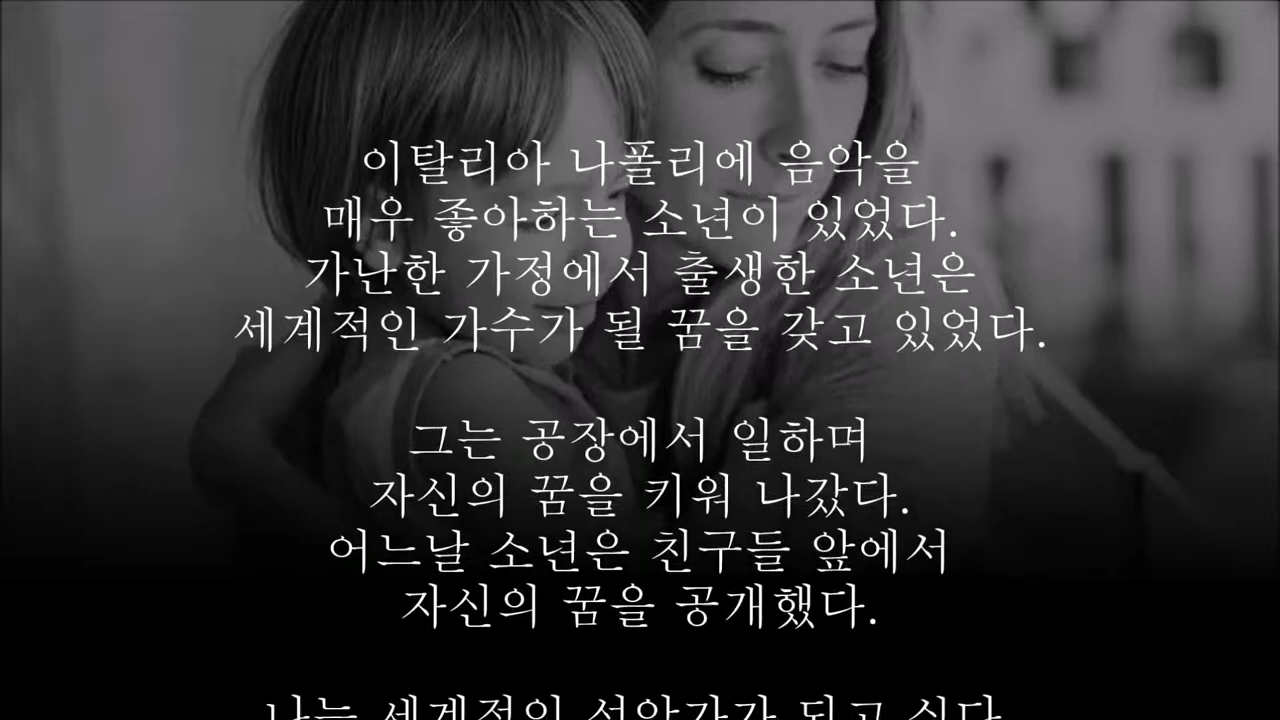 이탈리아 나폴리에 음악을
매우 좋아하는 소년이 있었다.
가난한 가정에서 출생한 소년은
세계적인 가수가 될 꿈을 갖고 있었다.
그는 공장에서 일하며
자신의 꿈을 키워 나갔다.
어느날 소년은 친구들 앞에서
자신의 꿈을 공개했다.
나는 세계적인 성악가가 되고 싶다